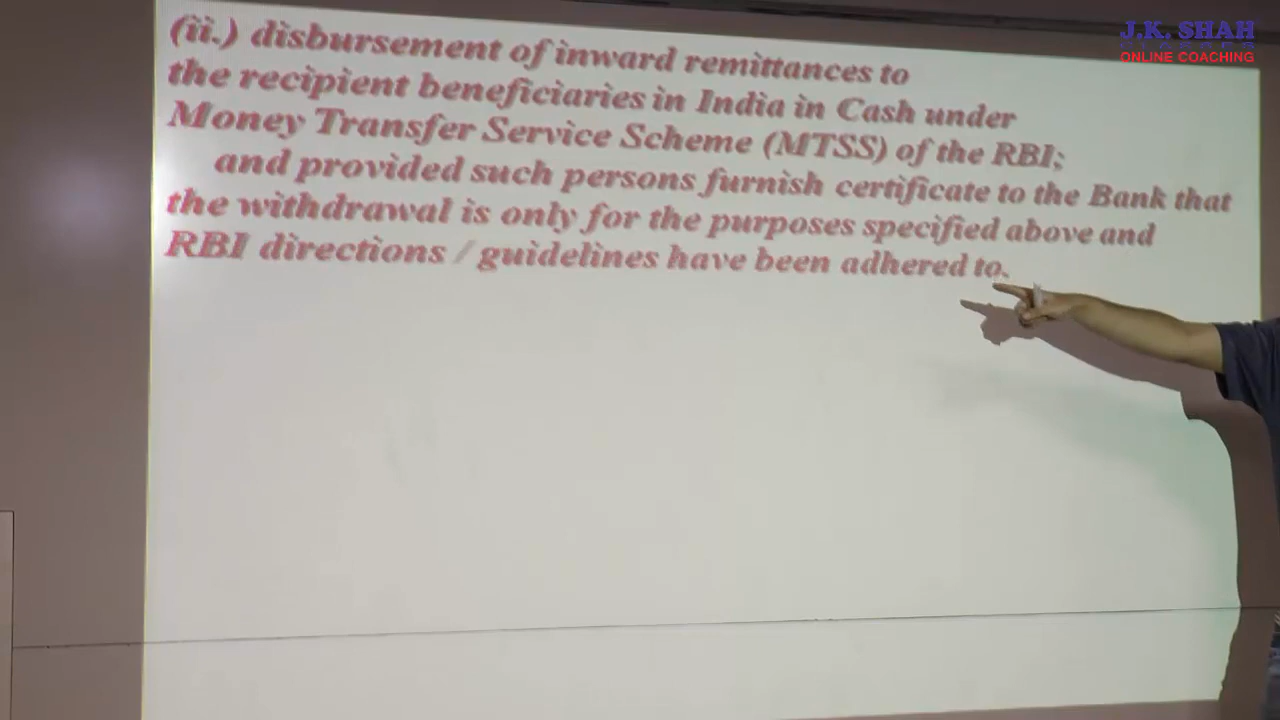 J.K. SHAH
CLASSES
ONLINE COACHING
(ii.) disbursement of inward remittances to
the recipient beneficiaries in India in Cash under
Money Transfer Service Scheme (MTSS) of the RBI;
and provided such persons furnish certificate to the Bank that
the withdrawal is only for the purposes specified above and
RBI directions / guidelines have been adhered to.